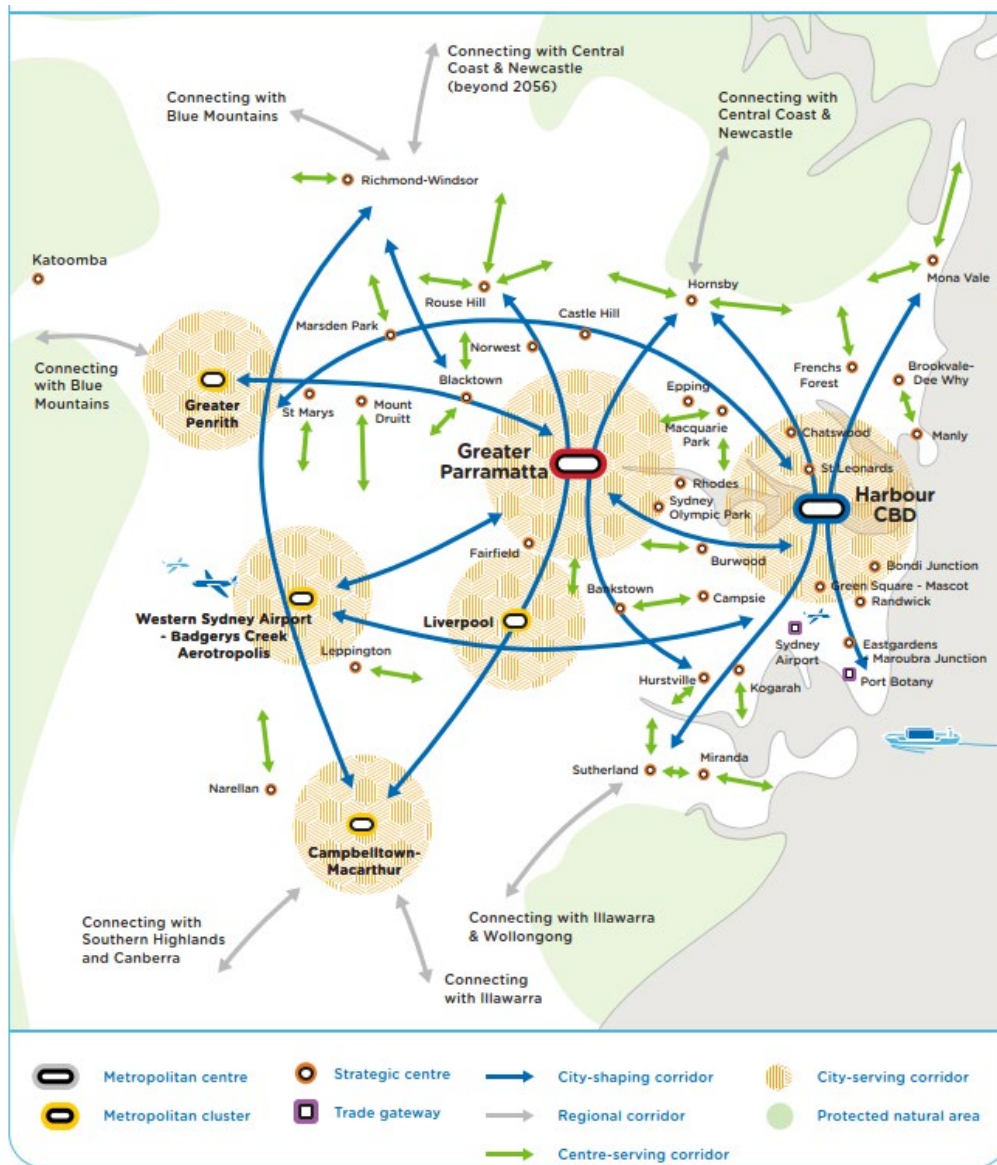 Connecting with Central
Coast & Newcastle
(beyond 2056)
Connecting with
Blue Mountains
Connecting with
Central Coast &
Newcastle
Richmond-Windsor
Katoomba
Mona Vale
Rouse Hill
Hornsby
Marsden Park
Castle Hill
Norwest
Connecting
with Blue
Mountains
Frenchs
Forest
Brookvale-
Dee Why
Blacktown
Greater
Penrith
St Marys
Mount
Druitt
Epping
Macquarie
Park
Chatswood
Manly
Greater
Parramatta
St Leonards
Rhodes
Harbour
CBD
Sydney
Olympic Park
Fairfield
Burwood
Bondi Junction
Bankstown
Green Square - Mascot
Campsie
Randwick
Western Sydney Airport
- Badgerys Creek
Aerotropolis
Liverpool
Leppington
Sydney
Airport
Eastgardens
Maroubra Junction
Hurstville
Kogarah
Port Botany
Narellan
Sutherland
Miranda
Campbelltown-
Macarthur
Connecting with
Southern Highlands
and Canberra
Connecting with Illawarra
& Wollongong
Connecting
with Illawarra
Metropolitan centre
Strategic centre
City-shaping corridor
City-serving corridor
Metropolitan cluster
Trade gateway
Regional corridor
Protected natural area
Centre-serving corridor